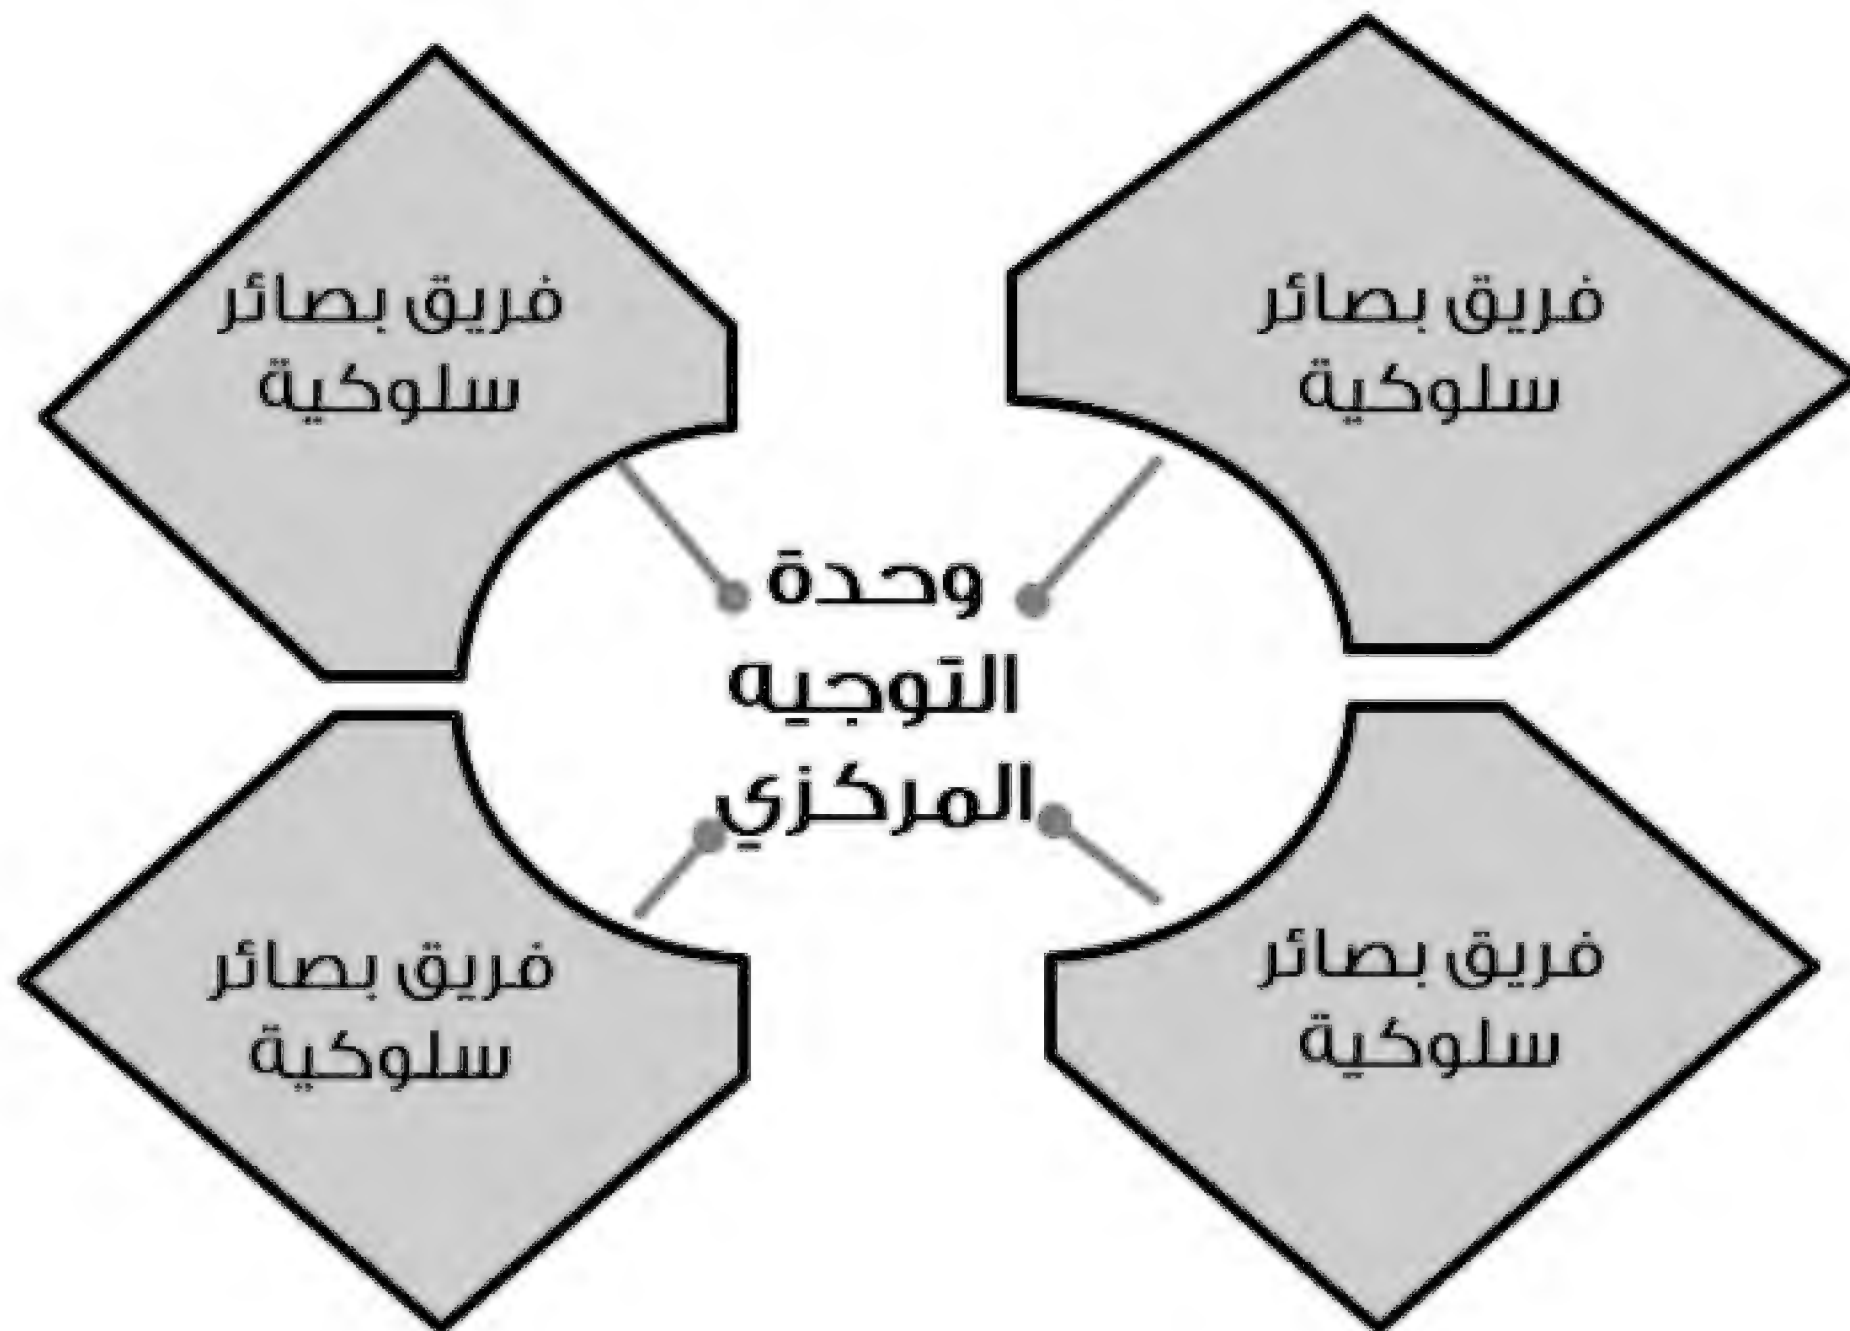 فريق بصائر
سلوكية
فريق بصائر
سلوكية
وحدة
التوجيه
المركزي
فريق بصائر
سلوكية
فريق بصائر
سلوكية